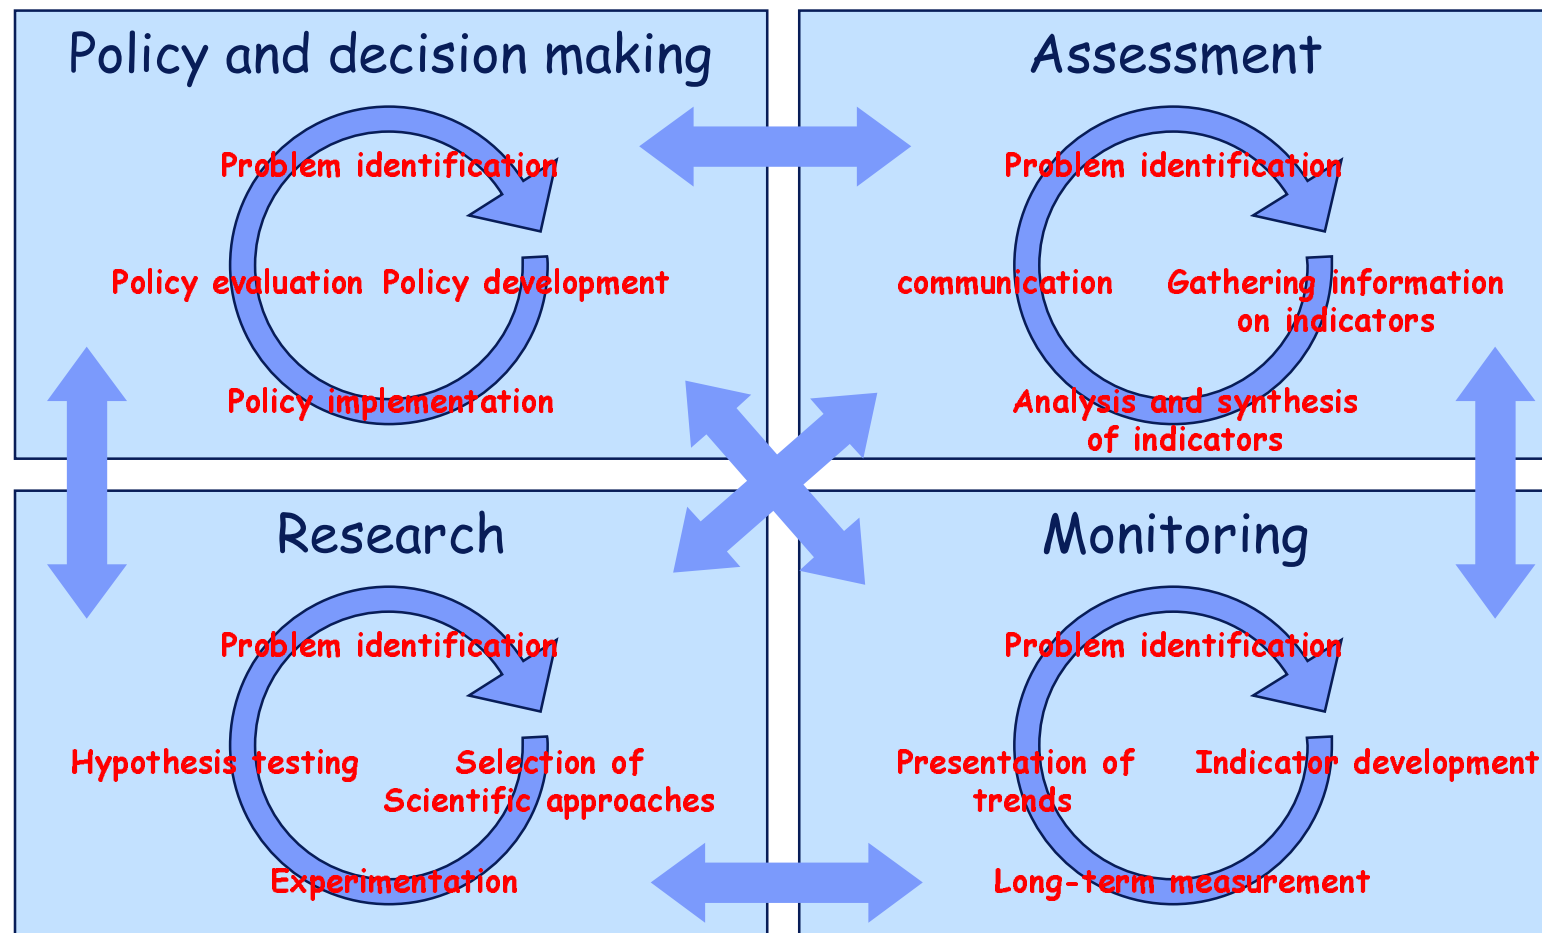 Policy and decision making
Problem identification
Policy evaluation
Policy development
Policy implementation
Assessment
Problem identification
communication
Gathering information
on indicators
Analysis and synthesis
of indicators
Research
Problem identification
Hypothesis testing
Selection of
Scientific approaches
Experimentation
Monitoring
Problem identification
Presentation of
trends
Indicator development
Long-term measurement